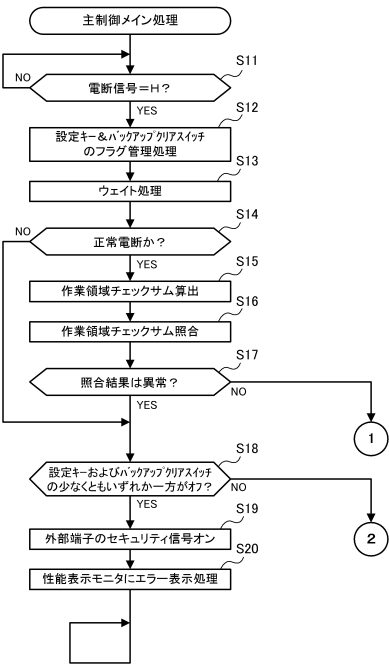 主制御メイン処理
S11
NO
電断信号=H?
YES
S12
設定キー&バックアップクリアスイッチ
のフラグ管理処理
S13
ウェイト処理
S14
NO
正常電断か?
YES
S15
作業領域チェックサム算出
S16
作業領域チェックサム照合
S17
照合結果は異常?
NO
YES
1
S18
設定キーおよびバックアップクリアスイッチ
の少なくともいずれか一方がオフ?
NO
YES
2
S19
外部端子のセキュリティ信号オン
S20
性能表示モニタにエラー表示処理